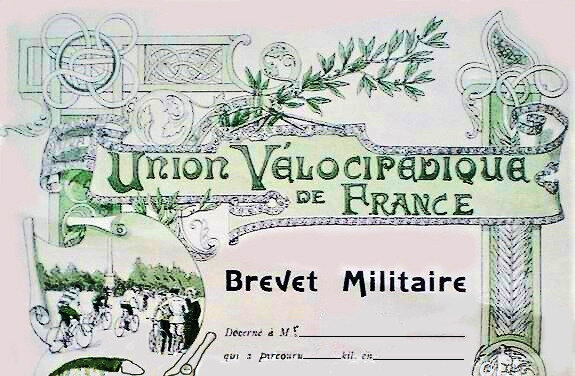 UNION VÉLOCIPÉDIQUE
DE FRANCE
BREVET MILITAIRE
Décerné à Mr
qui a parcouru kil. en